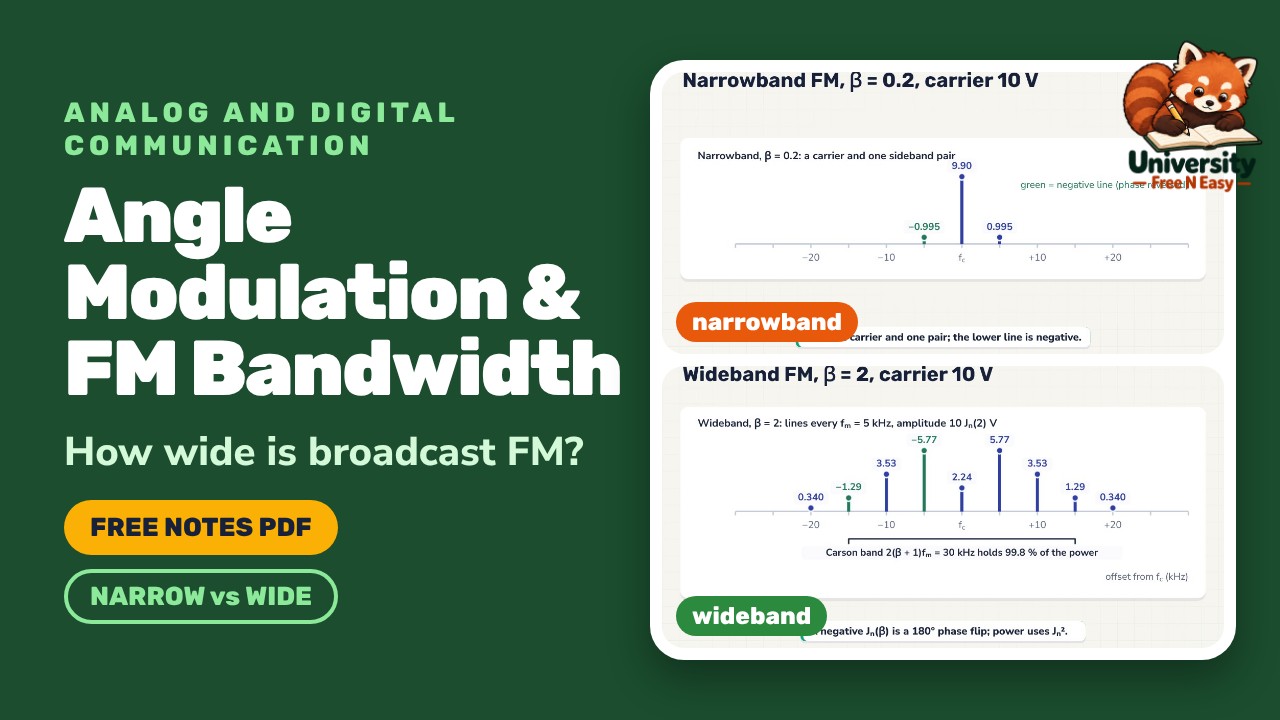 ANALOG AND DIGITAL
COMMUNICATION
Angle
Modulation &
FM Bandwidth
How wide is broadcast FM?
FREE NOTES PDF
NARROW vs WIDE
Narrowband FM, β = 0.2, carrier 10 V
Narrowband, β = 0.2: a carrier and one sideband pair
9.90
green = negative line (phase
−0.995
0.995
−20
−10
f꜀
+10
+20
narrowband
carrier and one pair; the lower line is negative.
Wideband FM, β = 2, carrier 10 V
Wideband, β = 2: lines every fₘ = 5 kHz, amplitude 10 Jₙ(2) V
−5.77
5.77
3.53
3.53
2.24
−1.29
1.29
0.340
0.340
−20
−10
f꜀
+10
+20
Carson band 2(β + 1)fₘ = 30 kHz holds 99.8 % of the power
offset from f꜀ (kHz)
wideband
negative Jₙ(β) is a 180° phase flip; power uses Jₙ².
University
Free N Easy